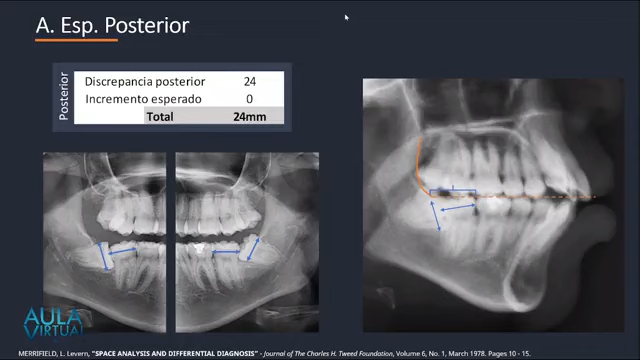 A. Esp. Posterior
Posterior
Discrepancia posterior 24
Incremento esperado 0
Total 24mm
AULA
VIRTUAL
MERRIFIELD, L. Levern, "SPACE ANALYSIS AND DIFFERENTIAL DIAGNOSIS" - Journal of The Charles H. Tweed Foundation, Volume 6, No. 1, March 1978. Pages 10 - 15.